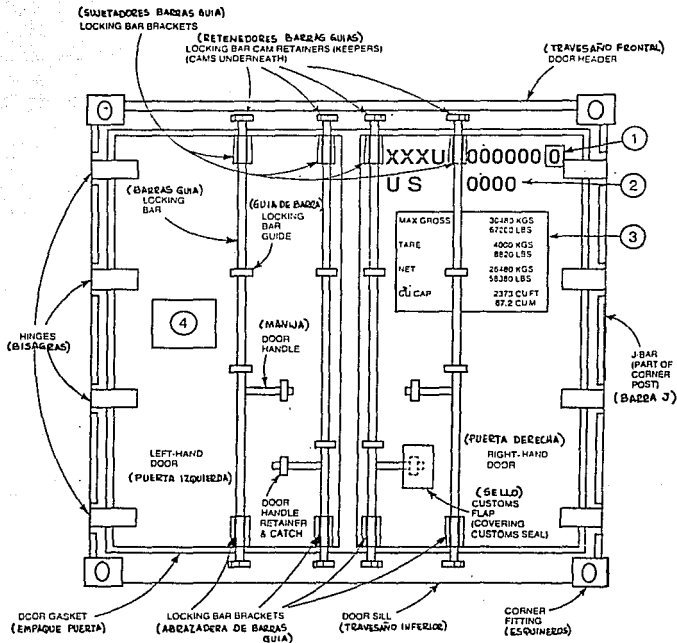 (SUJETADORES BARRAS GUIA)
LOCKING BAR BRACKETS
(RETENEDORES BARRAS GUIAS)
LOCKING BAR CAM RETAINERS (KEEPERS)
(CAMS UNDERNEATH)
(TRAVESAÑO FRONTAL)
DOOR HEADER
XXXU 000000 0
1
US 0000
2
MAX GROSS 30480 KGS
67200 LBS
TARE 4000 KGS
8820 LBS
NET 26480 KGS
58380 LBS
CU CAP 2373 CU FT
67.2 CU M
3
(BARRAS GUIA)
LOCKING
BAR
(GUIA DE BARRA)
LOCKING
BAR
GUIDE
4
(MANIJA)
DOOR
HANDLE
HINGES
(BISAGRAS)
J-BAR
(PART OF
CORNER
POST)
(BARRA J)
LEFT-HAND
DOOR
(PUERTA IZQUIERDA)
(PUERTA DERECHA)
RIGHT-HAND
DOOR
DOOR
HANDLE
RETAINER
& CATCH
(SELLO)
CUSTOMS
FLAP
(COVERING
CUSTOMS SEAL)
DOOR GASKET
(EMPAQUE PUERTA)
LOCKING BAR BRACKETS
(ABRAZADERA DE BARRAS
GUIA)
DOOR SILL
(TRAVESAÑO INFERIOR)
CORNER
FITTING
(ESQUINEROS)